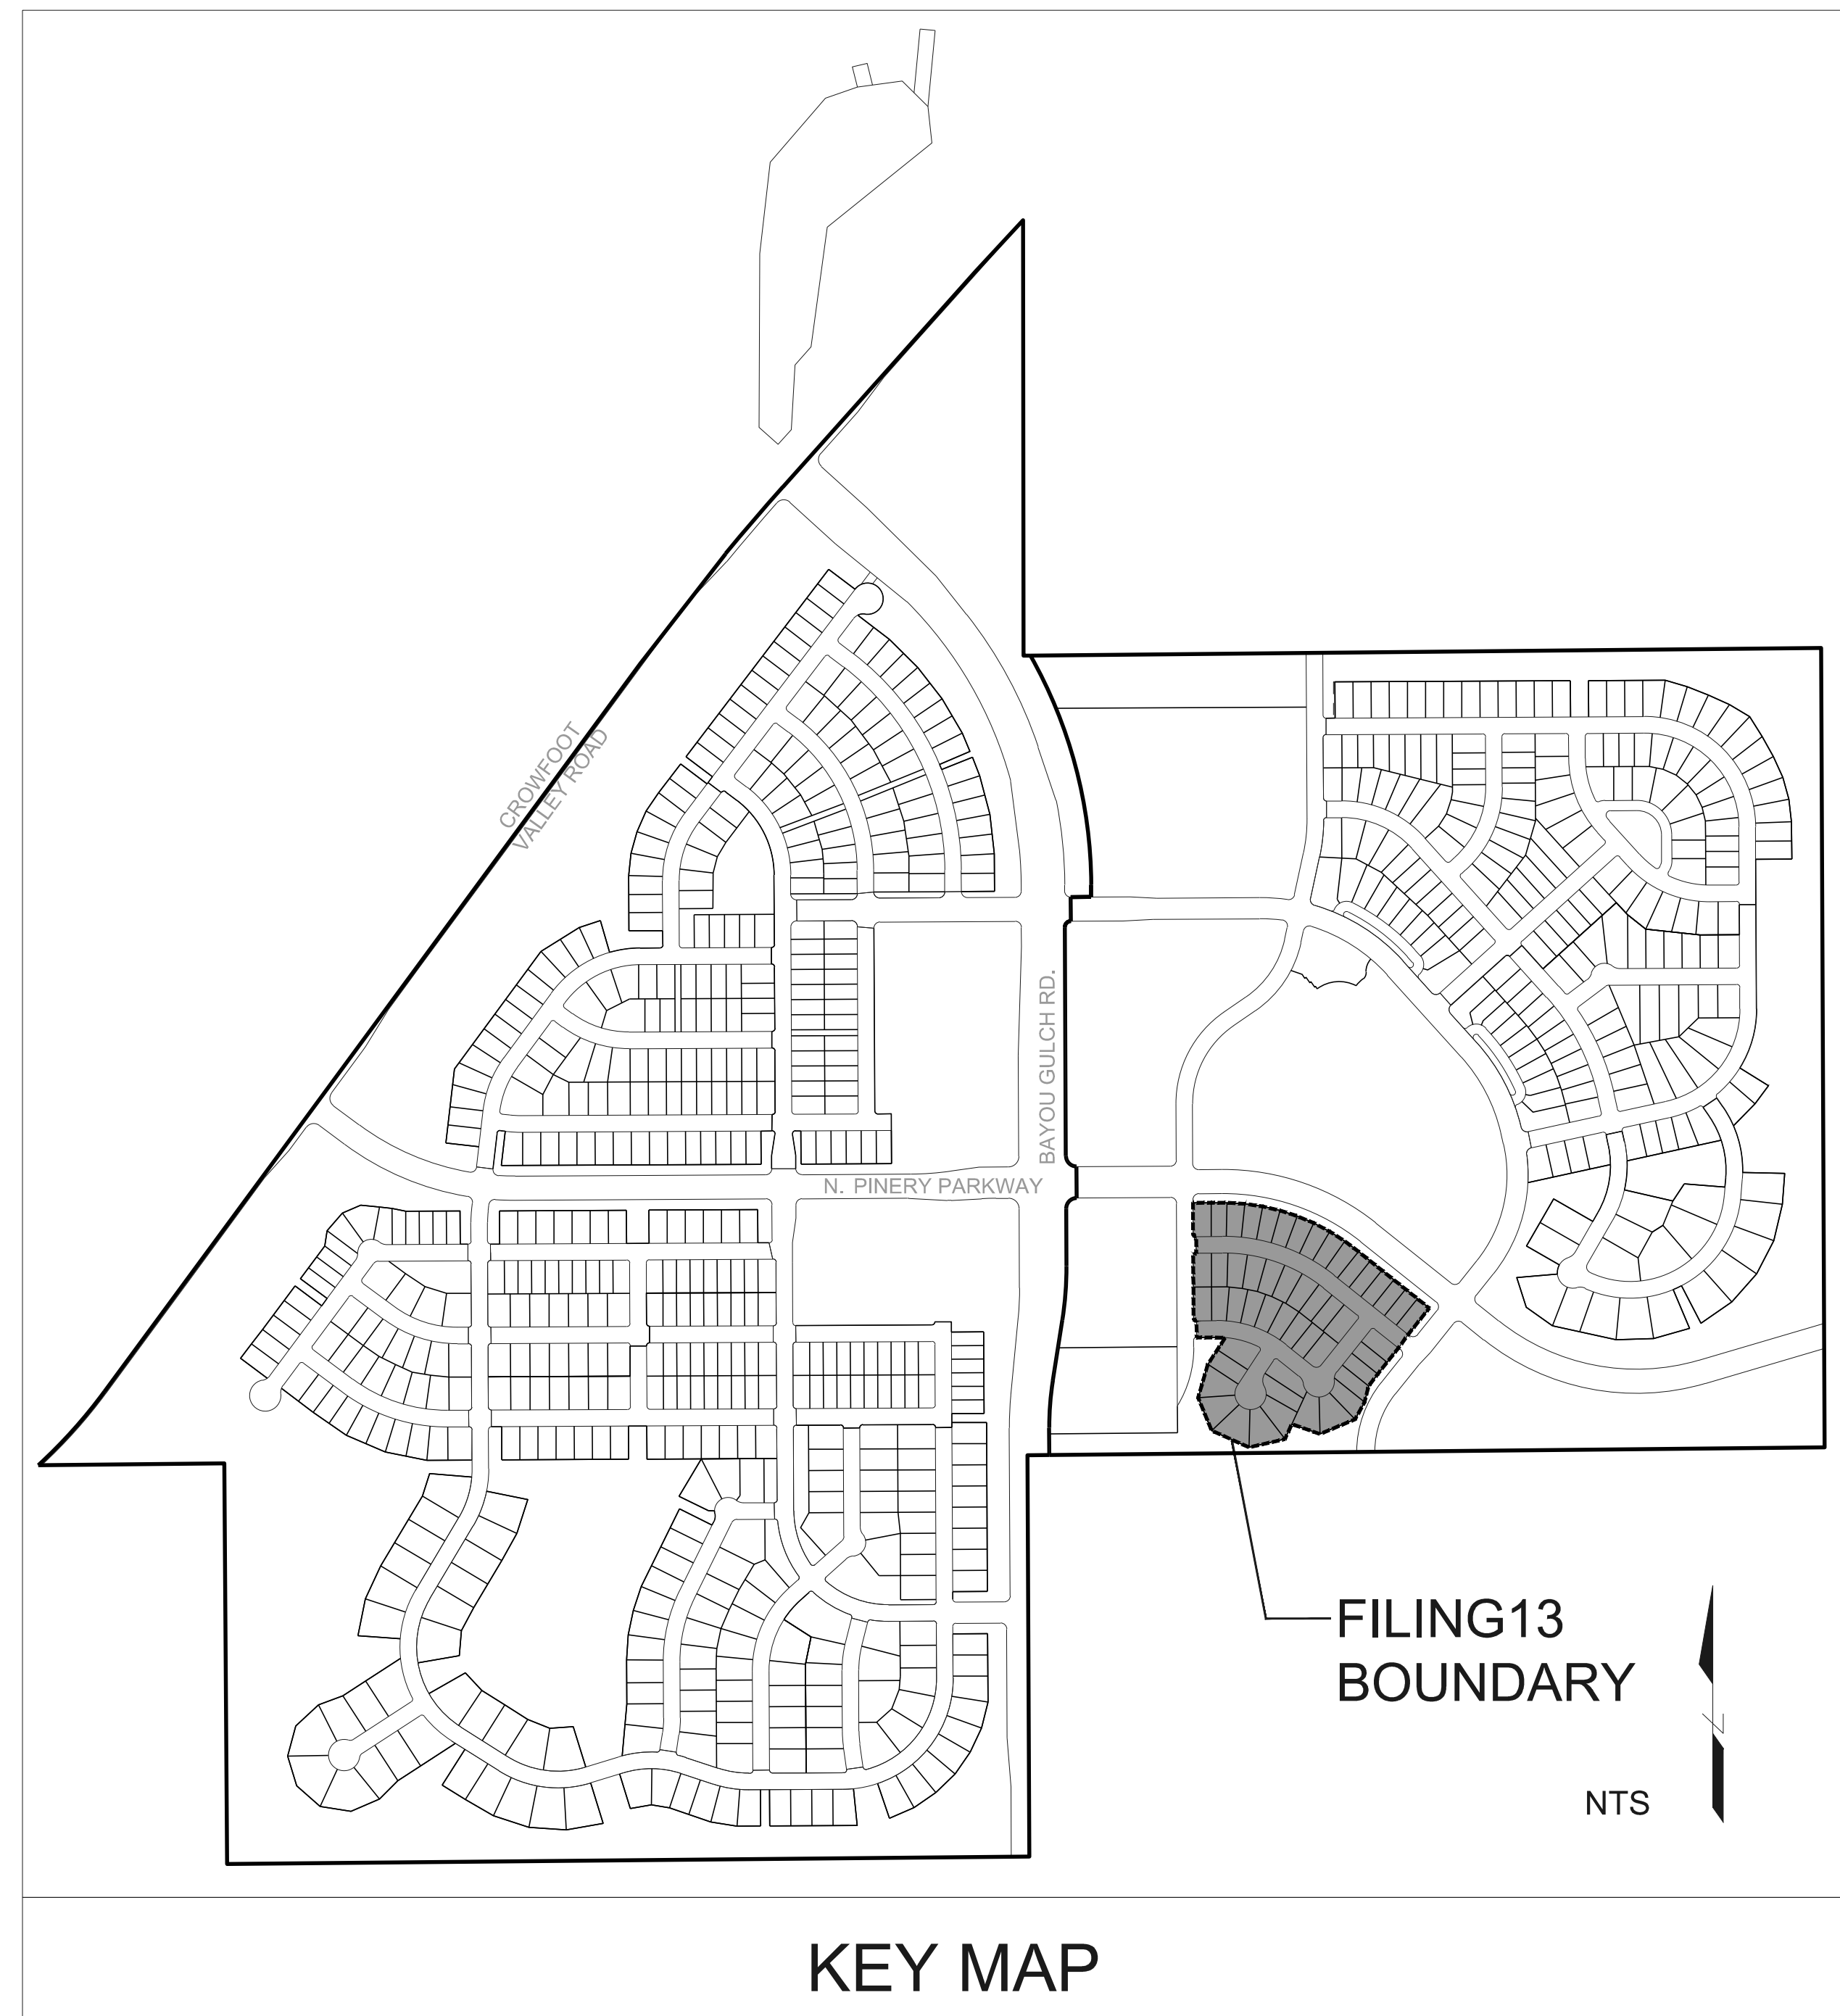 CROWFOOT
VALLEY ROAD
BAYOU GULCH RD.
N. PINERY PARKWAY
FILING13
BOUNDARY
NTS
KEY MAP